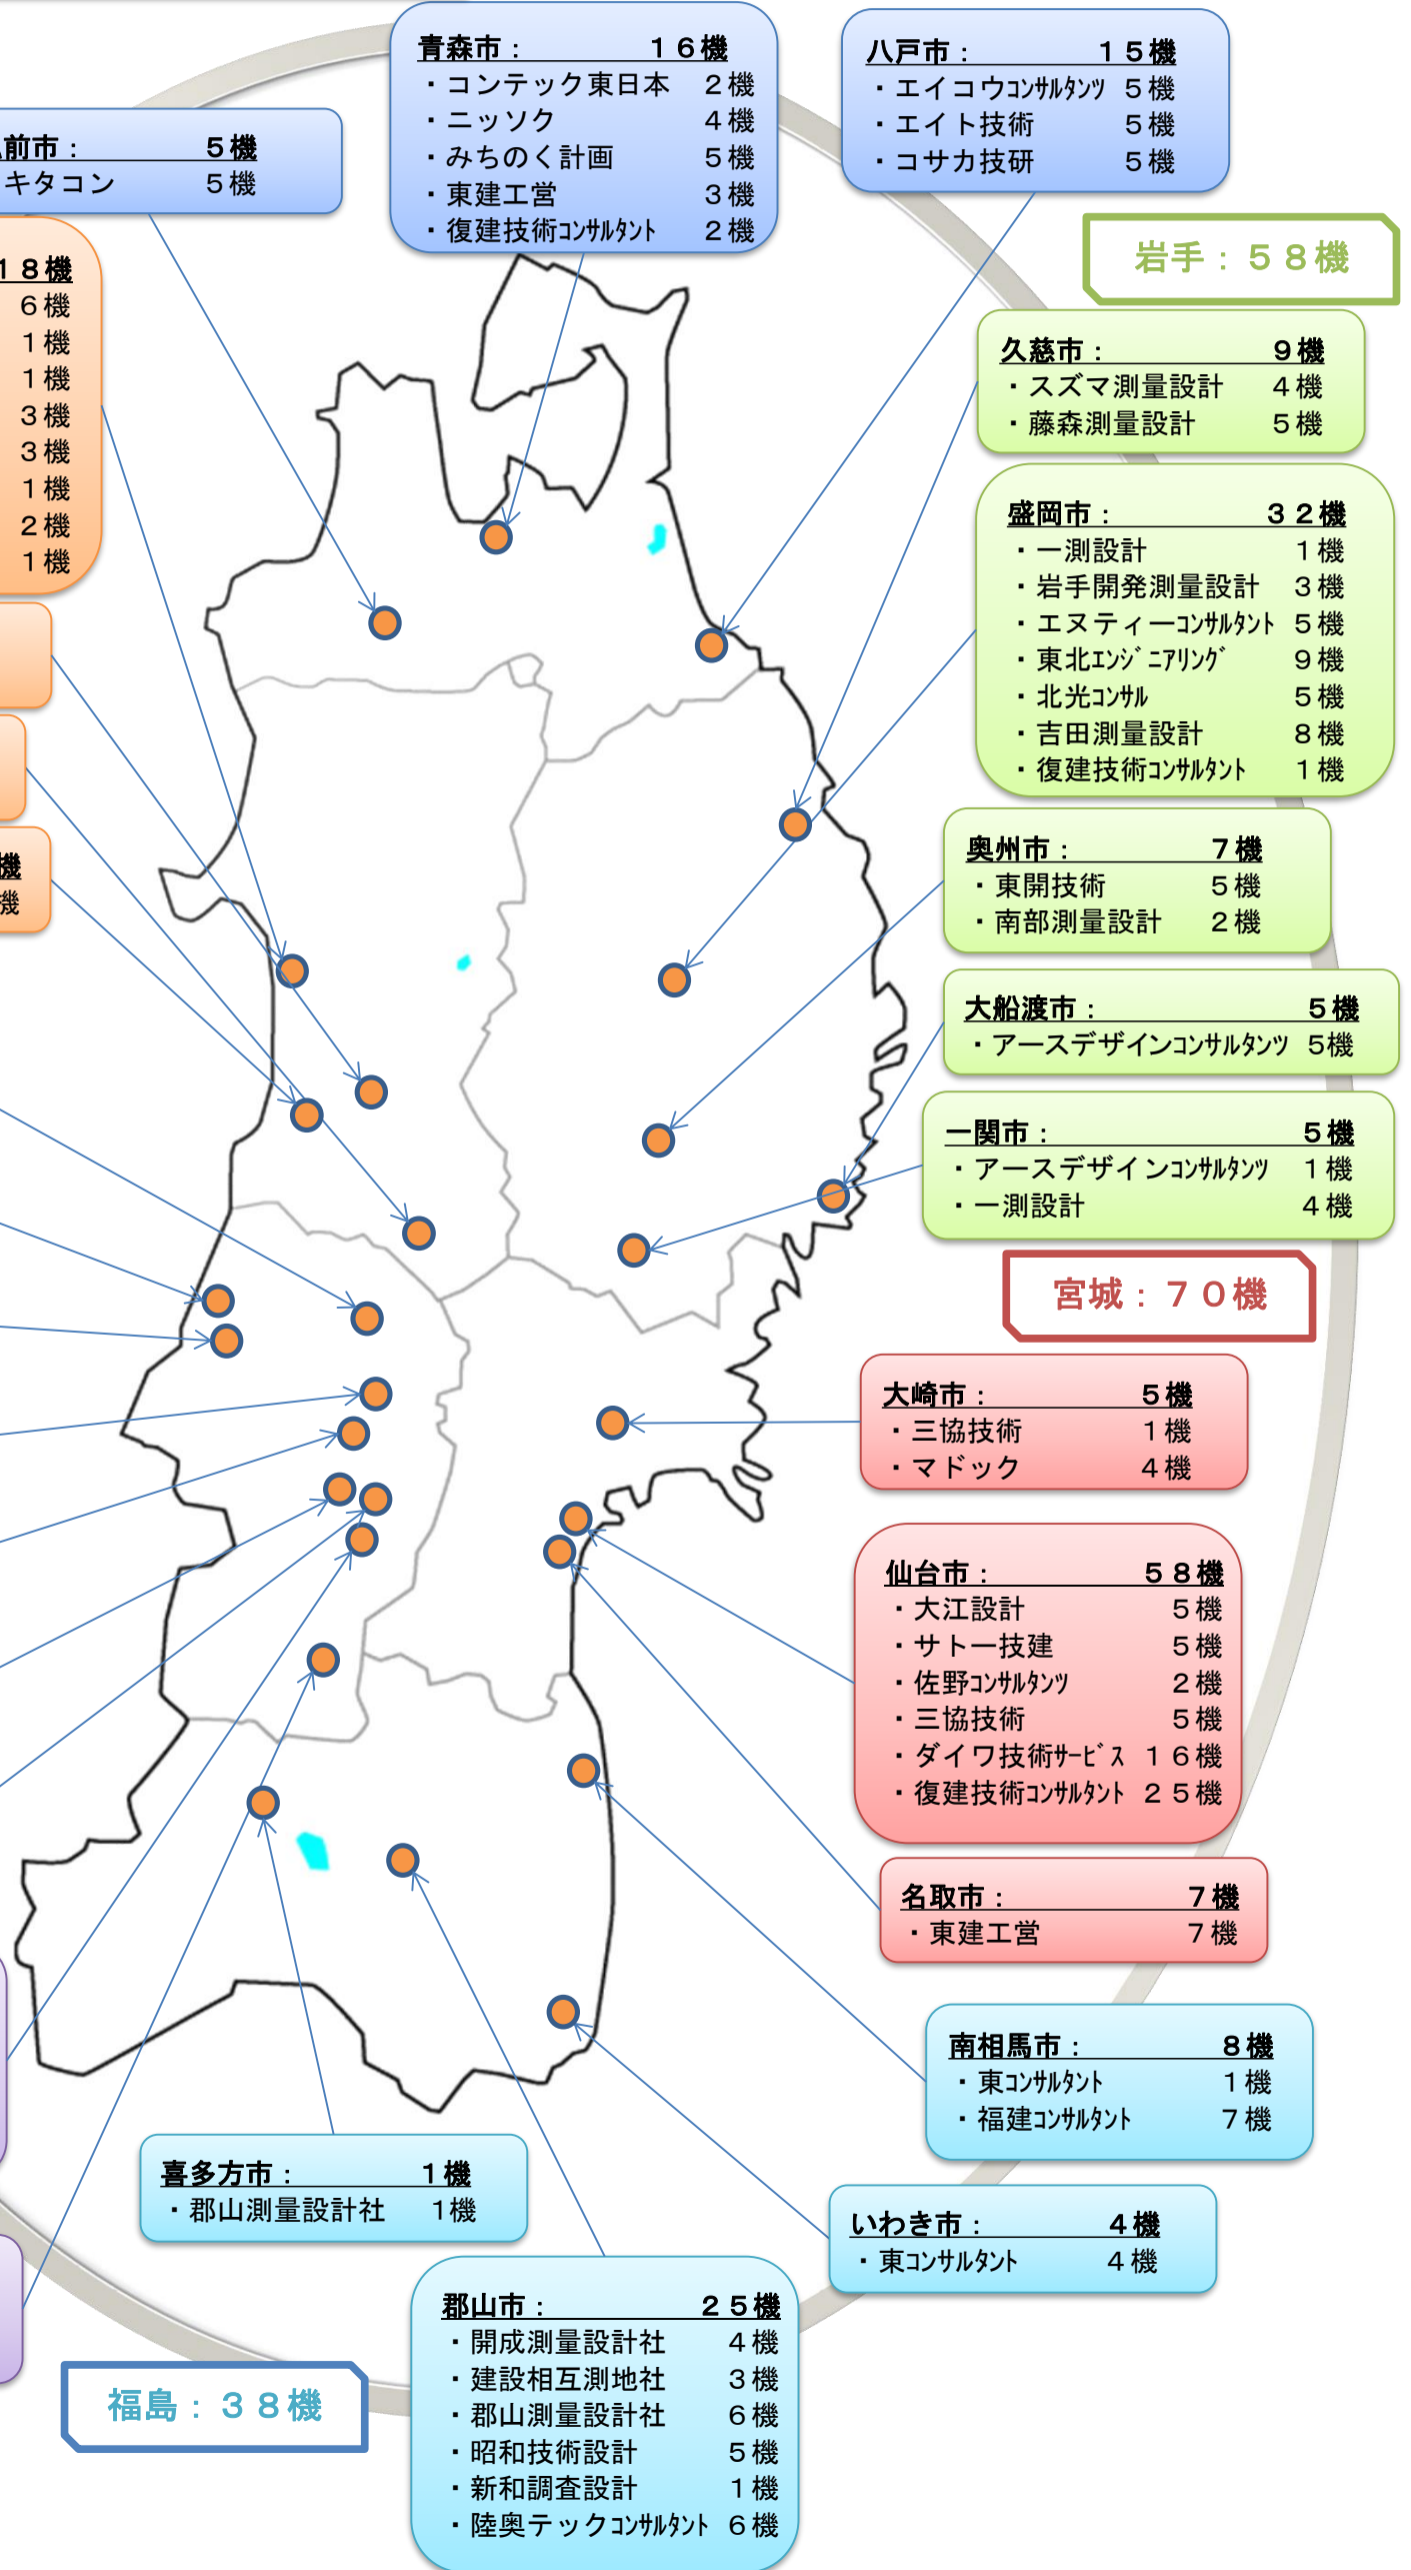 青森市： １６機
・コンテック東日本 ２機
・ニッソク ４機
・みちのく計画 ５機
・東建工営 ３機
・復建技術ｺﾝｻﾙﾀﾝﾄ ２機
八戸市： １５機
・エイコウｺﾝｻﾙﾀﾝﾂ ５機
・エイト技術 ５機
・コサカ技研 ５機
前市： ５機
キタコン ５機
１８機
６機
１機
１機
３機
３機
１機
２機
１機
機
機
岩手：５８機
久慈市： ９機
・スズマ測量設計 ４機
・藤森測量設計 ５機
盛岡市： ３２機
・一測設計 １機
・岩手開発測量設計 ３機
・エヌティーｺﾝｻﾙﾀﾝﾄ ５機
・東北ｴﾝｼﾞﾆｱﾘﾝｸﾞ ９機
・北光ｺﾝｻﾙ ５機
・吉田測量設計 ８機
・復建技術ｺﾝｻﾙﾀﾝﾄ １機
奥州市： ７機
・東開技術 ５機
・南部測量設計 ２機
大船渡市： ５機
・アースデザインｺﾝｻﾙﾀﾝﾂ 5機
一関市： ５機
・アースデザインｺﾝｻﾙﾀﾝﾂ １機
・一測設計 ４機
宮城：７０機
大崎市： ５機
・三協技術 １機
・マドック ４機
仙台市： ５８機
・大江設計 ５機
・サトー技建 ５機
・佐野ｺﾝｻﾙﾀﾝﾂ ２機
・三協技術 ５機
・ダイワ技術ｻｰﾋﾞｽ １６機
・復建技術ｺﾝｻﾙﾀﾝﾄ ２５機
名取市： ７機
・東建工営 ７機
南相馬市： ８機
・東ｺﾝｻﾙﾀﾝﾄ １機
・福建ｺﾝｻﾙﾀﾝﾄ ７機
喜多方市： １機
・郡山測量設計社 1機
いわき市： ４機
・東ｺﾝｻﾙﾀﾝﾄ ４機
郡山市： ２５機
・開成測量設計社 ４機
・建設相互測地社 ３機
・郡山測量設計社 ６機
・昭和技術設計 ５機
・新和調査設計 １機
・陸奥テックｺﾝｻﾙﾀﾝﾄ ６機
福島：３８機